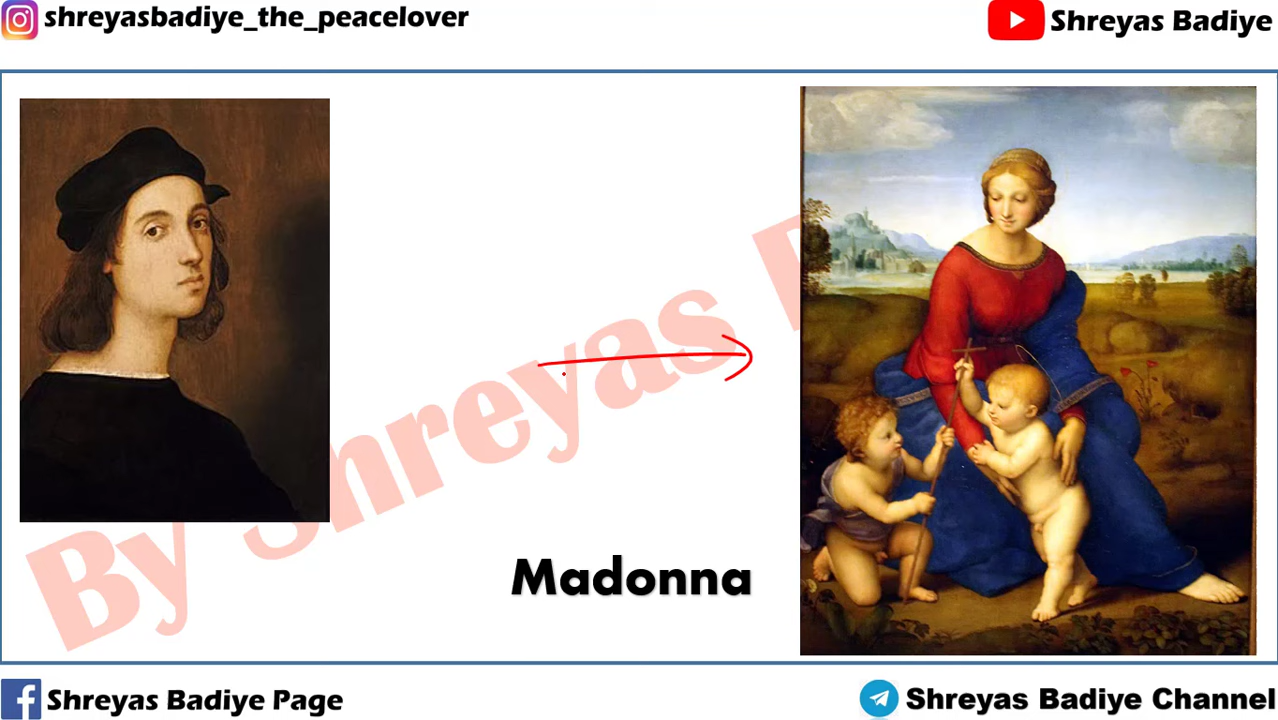 shreyasbadiye_the_peacelover
Shreyas Badiye
By Shreyas B
Madonna
Shreyas Badiye Page
Shreyas Badiye Channel